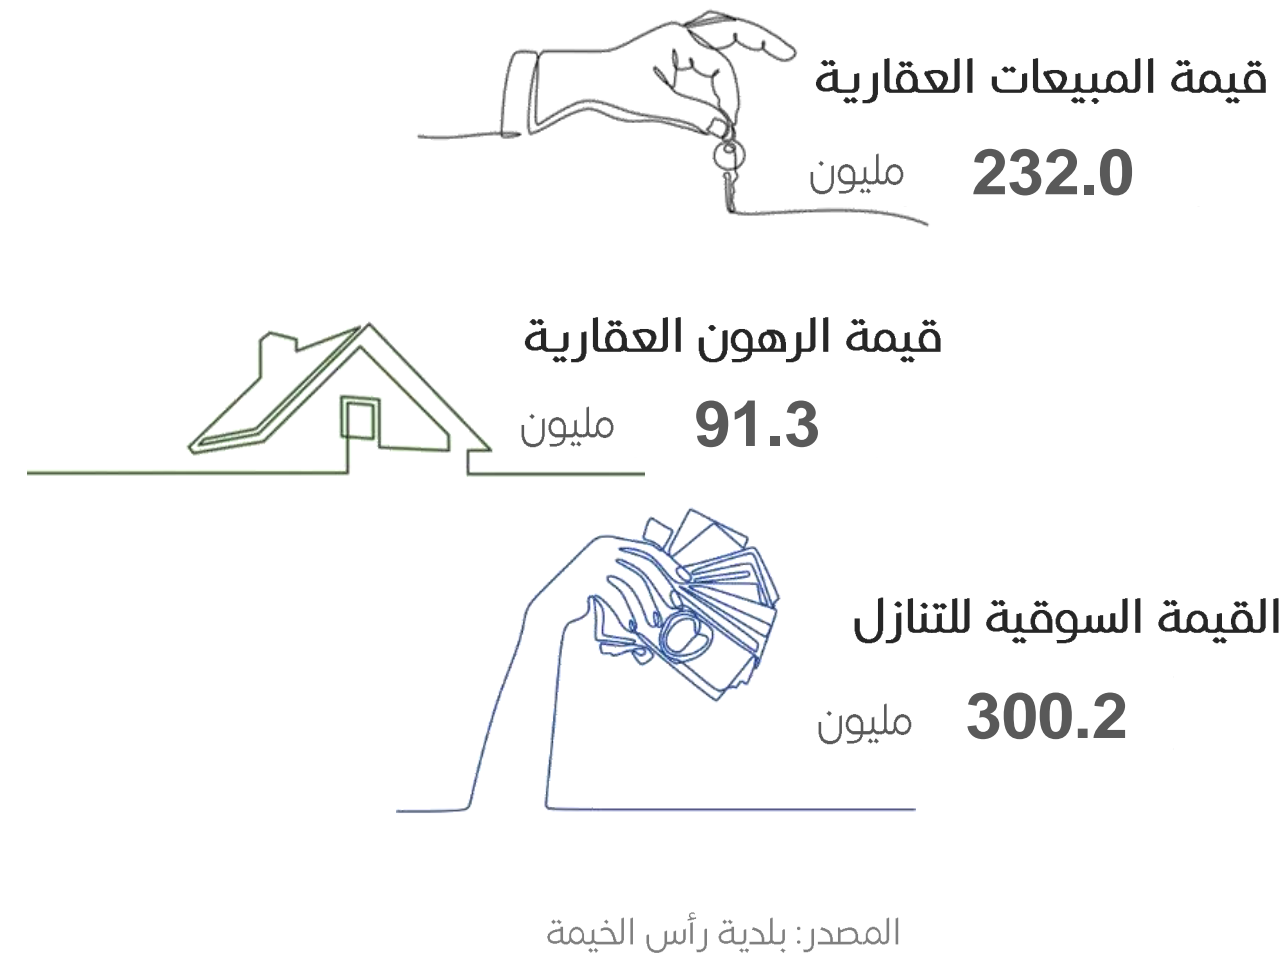 قيمة المبيعات العقارية
232.0 مليون
قيمة الرهون العقارية
91.3 مليون
القيمة السوقية للتنازل
300.2 مليون
المصدر: بلدية رأس الخيمة